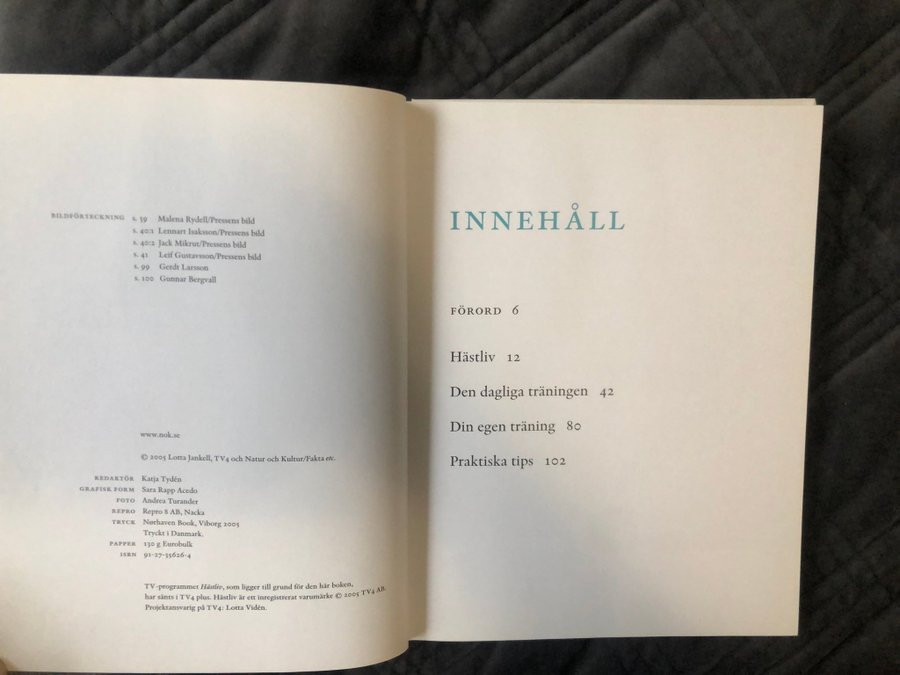 BILDFÖRTECKNING s. 39 Malena Rydell/Pressens bild
s. 40:1 Lennart Isaksson/Pressens bild
s. 40:2 Jack Mikrut/Pressens bild
s. 41 Leif Gustavsson/Pressens bild
s. 99 Gerdt Larsson
s. 100 Gunnar Bergvall
www.nok.se
© 2005 Lotta Jankell, TV4 och Natur och Kultur/Fakta etc.
REDAKTÖR Katja Tydén
GRAFISK FORM Sara Rapp Acedo
FOTO Andrea Turander
REPRO Repro 8 AB, Nacka
TRYCK Nørhaven Book, Viborg 2005
Tryckt i Danmark.
PAPPER 130 g Eurobulk
ISBN 91-27-35626-4
TV-programmet Hästliv, som ligger till grund för den här boken,
har sänts i TV4 plus. Hästliv är ett inregistrerat varumärke © 2005 TV4 AB.
Projektansvarig på TV4: Lotta Vidén.
INNEHÅLL
FÖRORD 6
Hästliv 12
Den dagliga träningen 42
Din egen träning 80
Praktiska tips 102